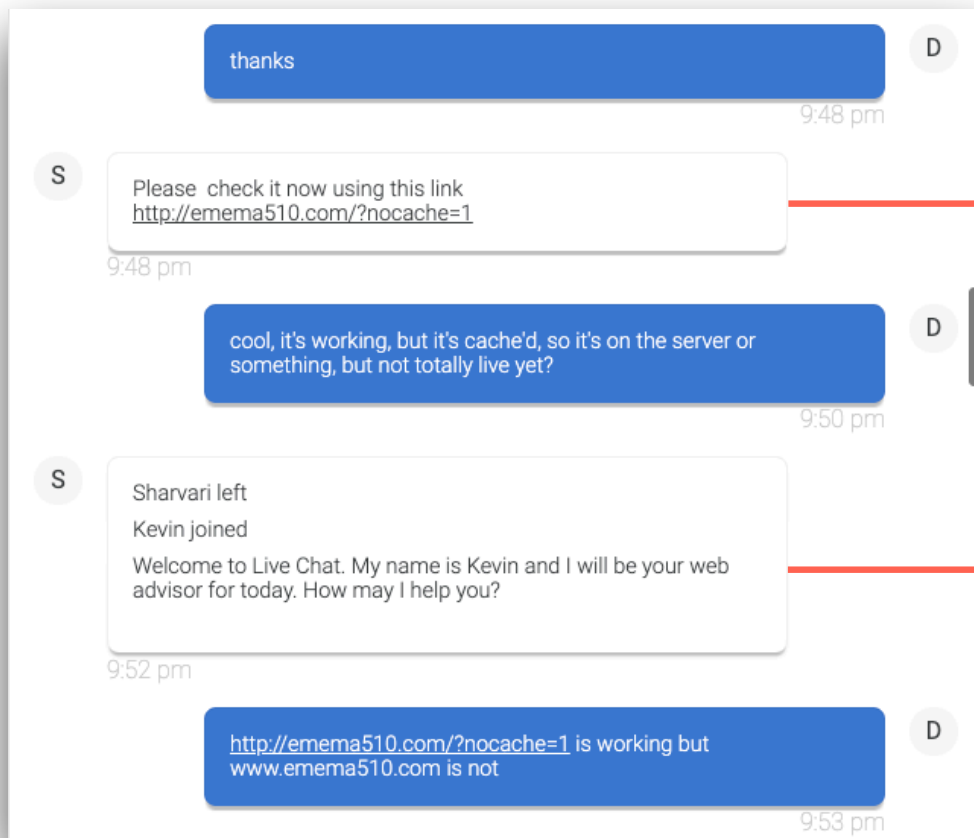 thanks
D
9:48 pm
S
Please  check it now using this link
http://emema510.com/?nocache=1
9:48 pm
cool, it's working, but it's cache'd, so it's on the server or
something, but not totally live yet?
D
9:50 pm
S
Sharvari left
Kevin joined
Welcome to Live Chat. My name is Kevin and I will be your web
advisor for today. How may I help you?
9:52 pm
http://emema510.com/?nocache=1 is working but
www.emema510.com is not
D
9:53 pm